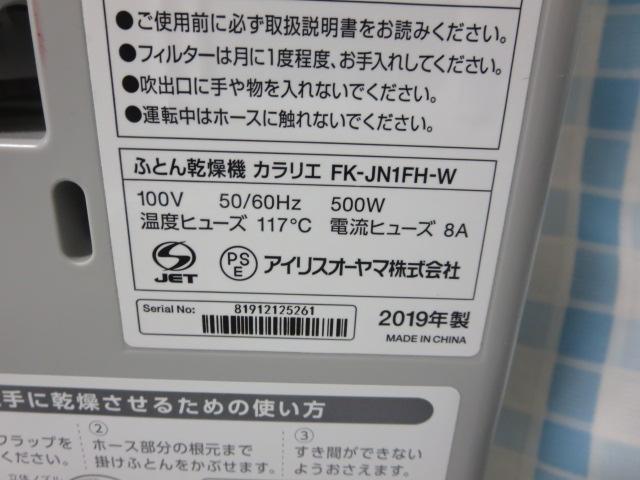 ●ご使用前に必ず取扱説明書をお読みください。
●フィルターは月に1度程度、お手入れしてください。
●吹出口に手や物を入れないでください。
●運転中はホースに触れないでください。
ふとん乾燥機 カラリエ FK-JN1FH-W
100V 50/60Hz 500W
温度ヒューズ 117℃ 電流ヒューズ 8A
JET PSE アイリスオーヤマ株式会社
Serial No: 81912125261
2019年製
MADE IN CHINA
手に乾燥させるための使い方
フラップを
ください。
② ホース部分の根元まで
掛けふとんをかぶせます。
③ すき間ができない
ようおさえます。
立体ノズル